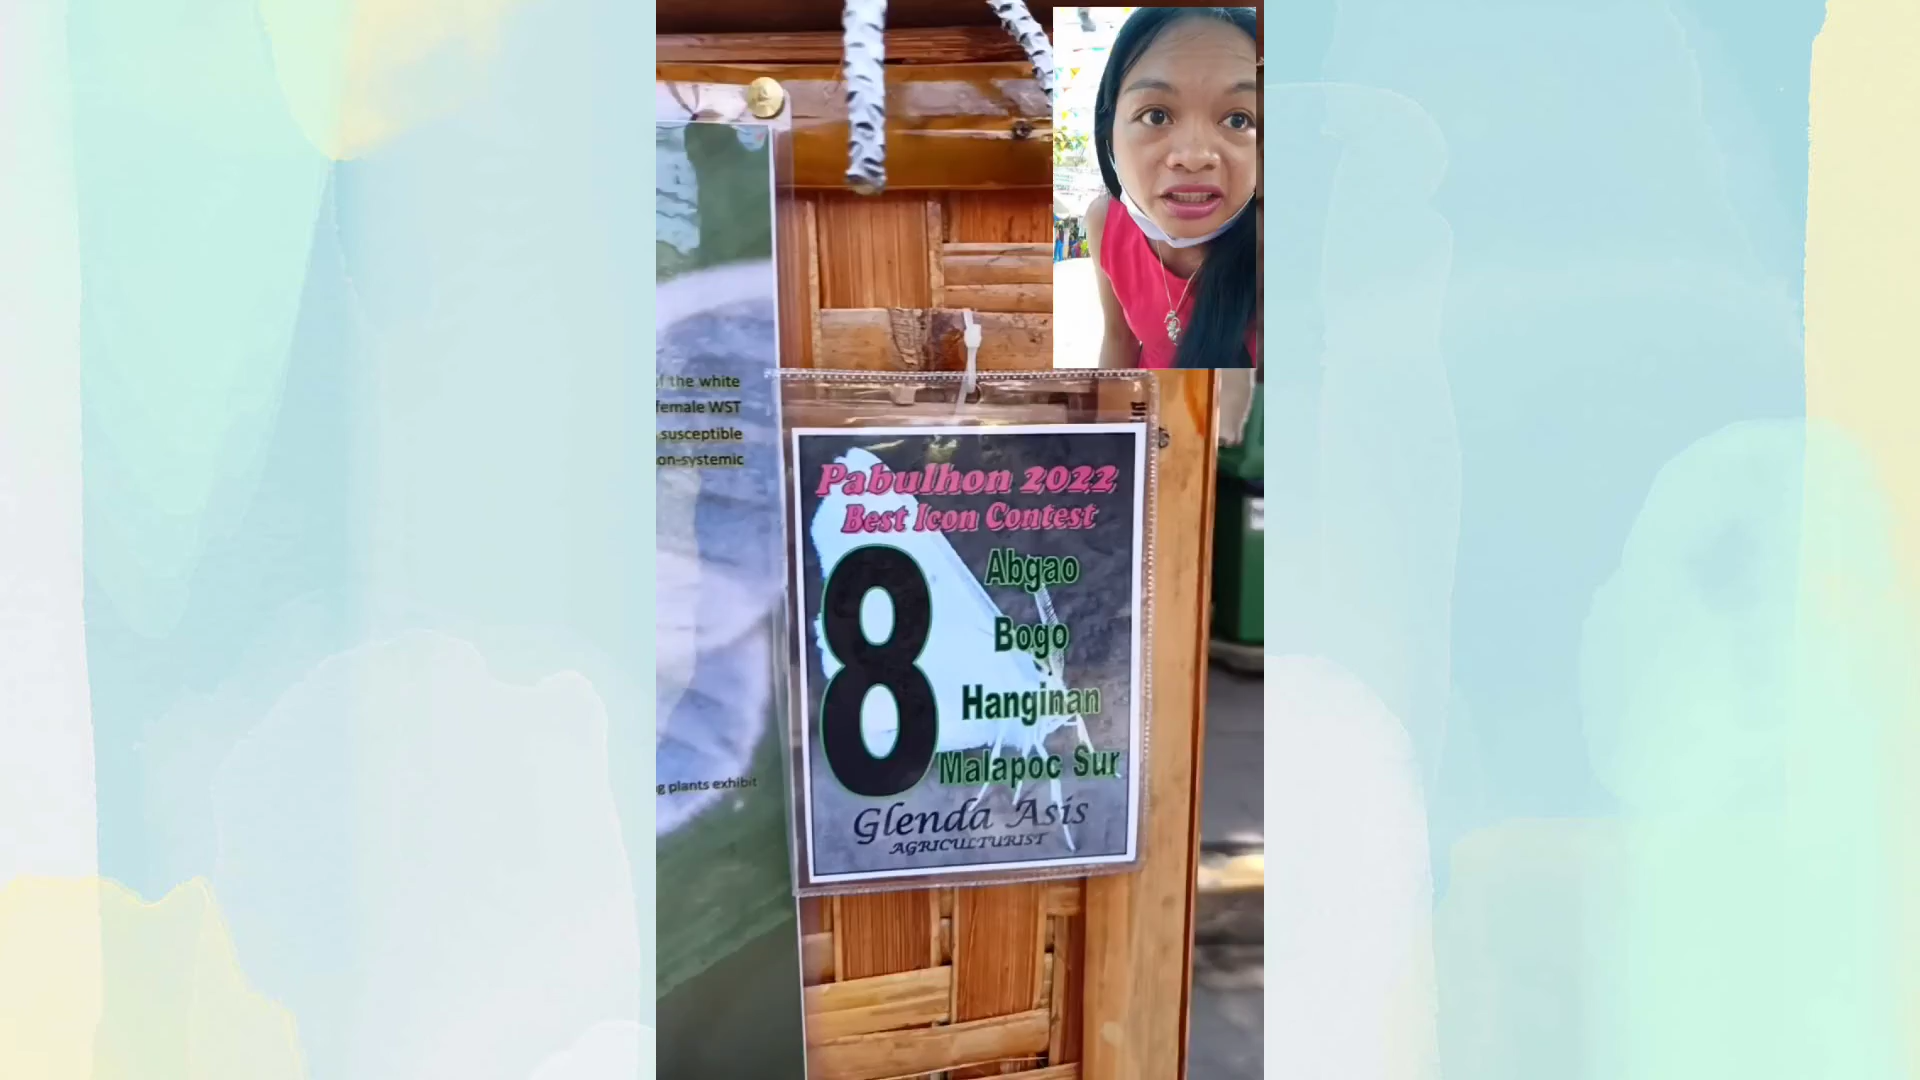 f the white
female WST
susceptible
on-systemic
g plants exhibit
Pabulhon 2022
Best Icon Contest
8
Abgao
Bogo
Hanginan
Malapoc Sur
Glenda Asis
AGRICULTURIST